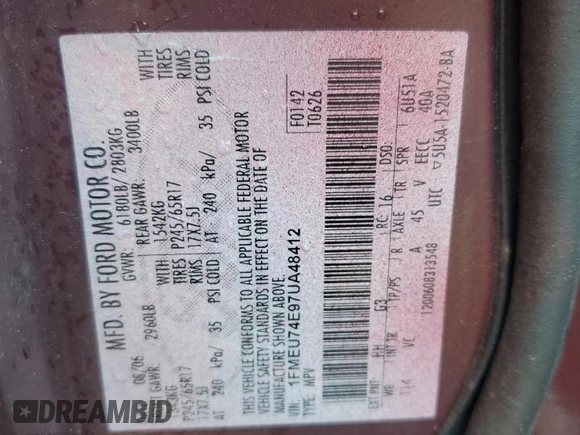 MFD. BY FORD MOTOR CO.
08/06 GVWR: 6180LB/ 2803KG
GAWR: 2960LB REAR GAWR: 3400LB
1343KG WITH 1542KG WITH
P245/65R17 TIRES P245/65R17 TIRES
17X7.5J RIMS 17X7.5J RIMS
AT 240 kPa/ 35 PSI COLD AT 240 kPa/ 35 PSI COLD
THIS VEHICLE CONFORMS TO ALL APPLICABLE FEDERAL MOTOR
VEHICLE SAFETY STANDARDS IN EFFECT ON THE DATE OF
MANUFACTURE SHOWN ABOVE.
VIN: 1FMEU74E97UA48412 F0142
TYPE: MPV T0626
EXT PNT: G3 RC: 16 DSO:
WB INT TR TP/PS R AXLE TR SPR 6U51A
114 VC A 45 V EECC 4GA
1200608313548 UTC ▽5U5A-1520472-BA
DREAMBID